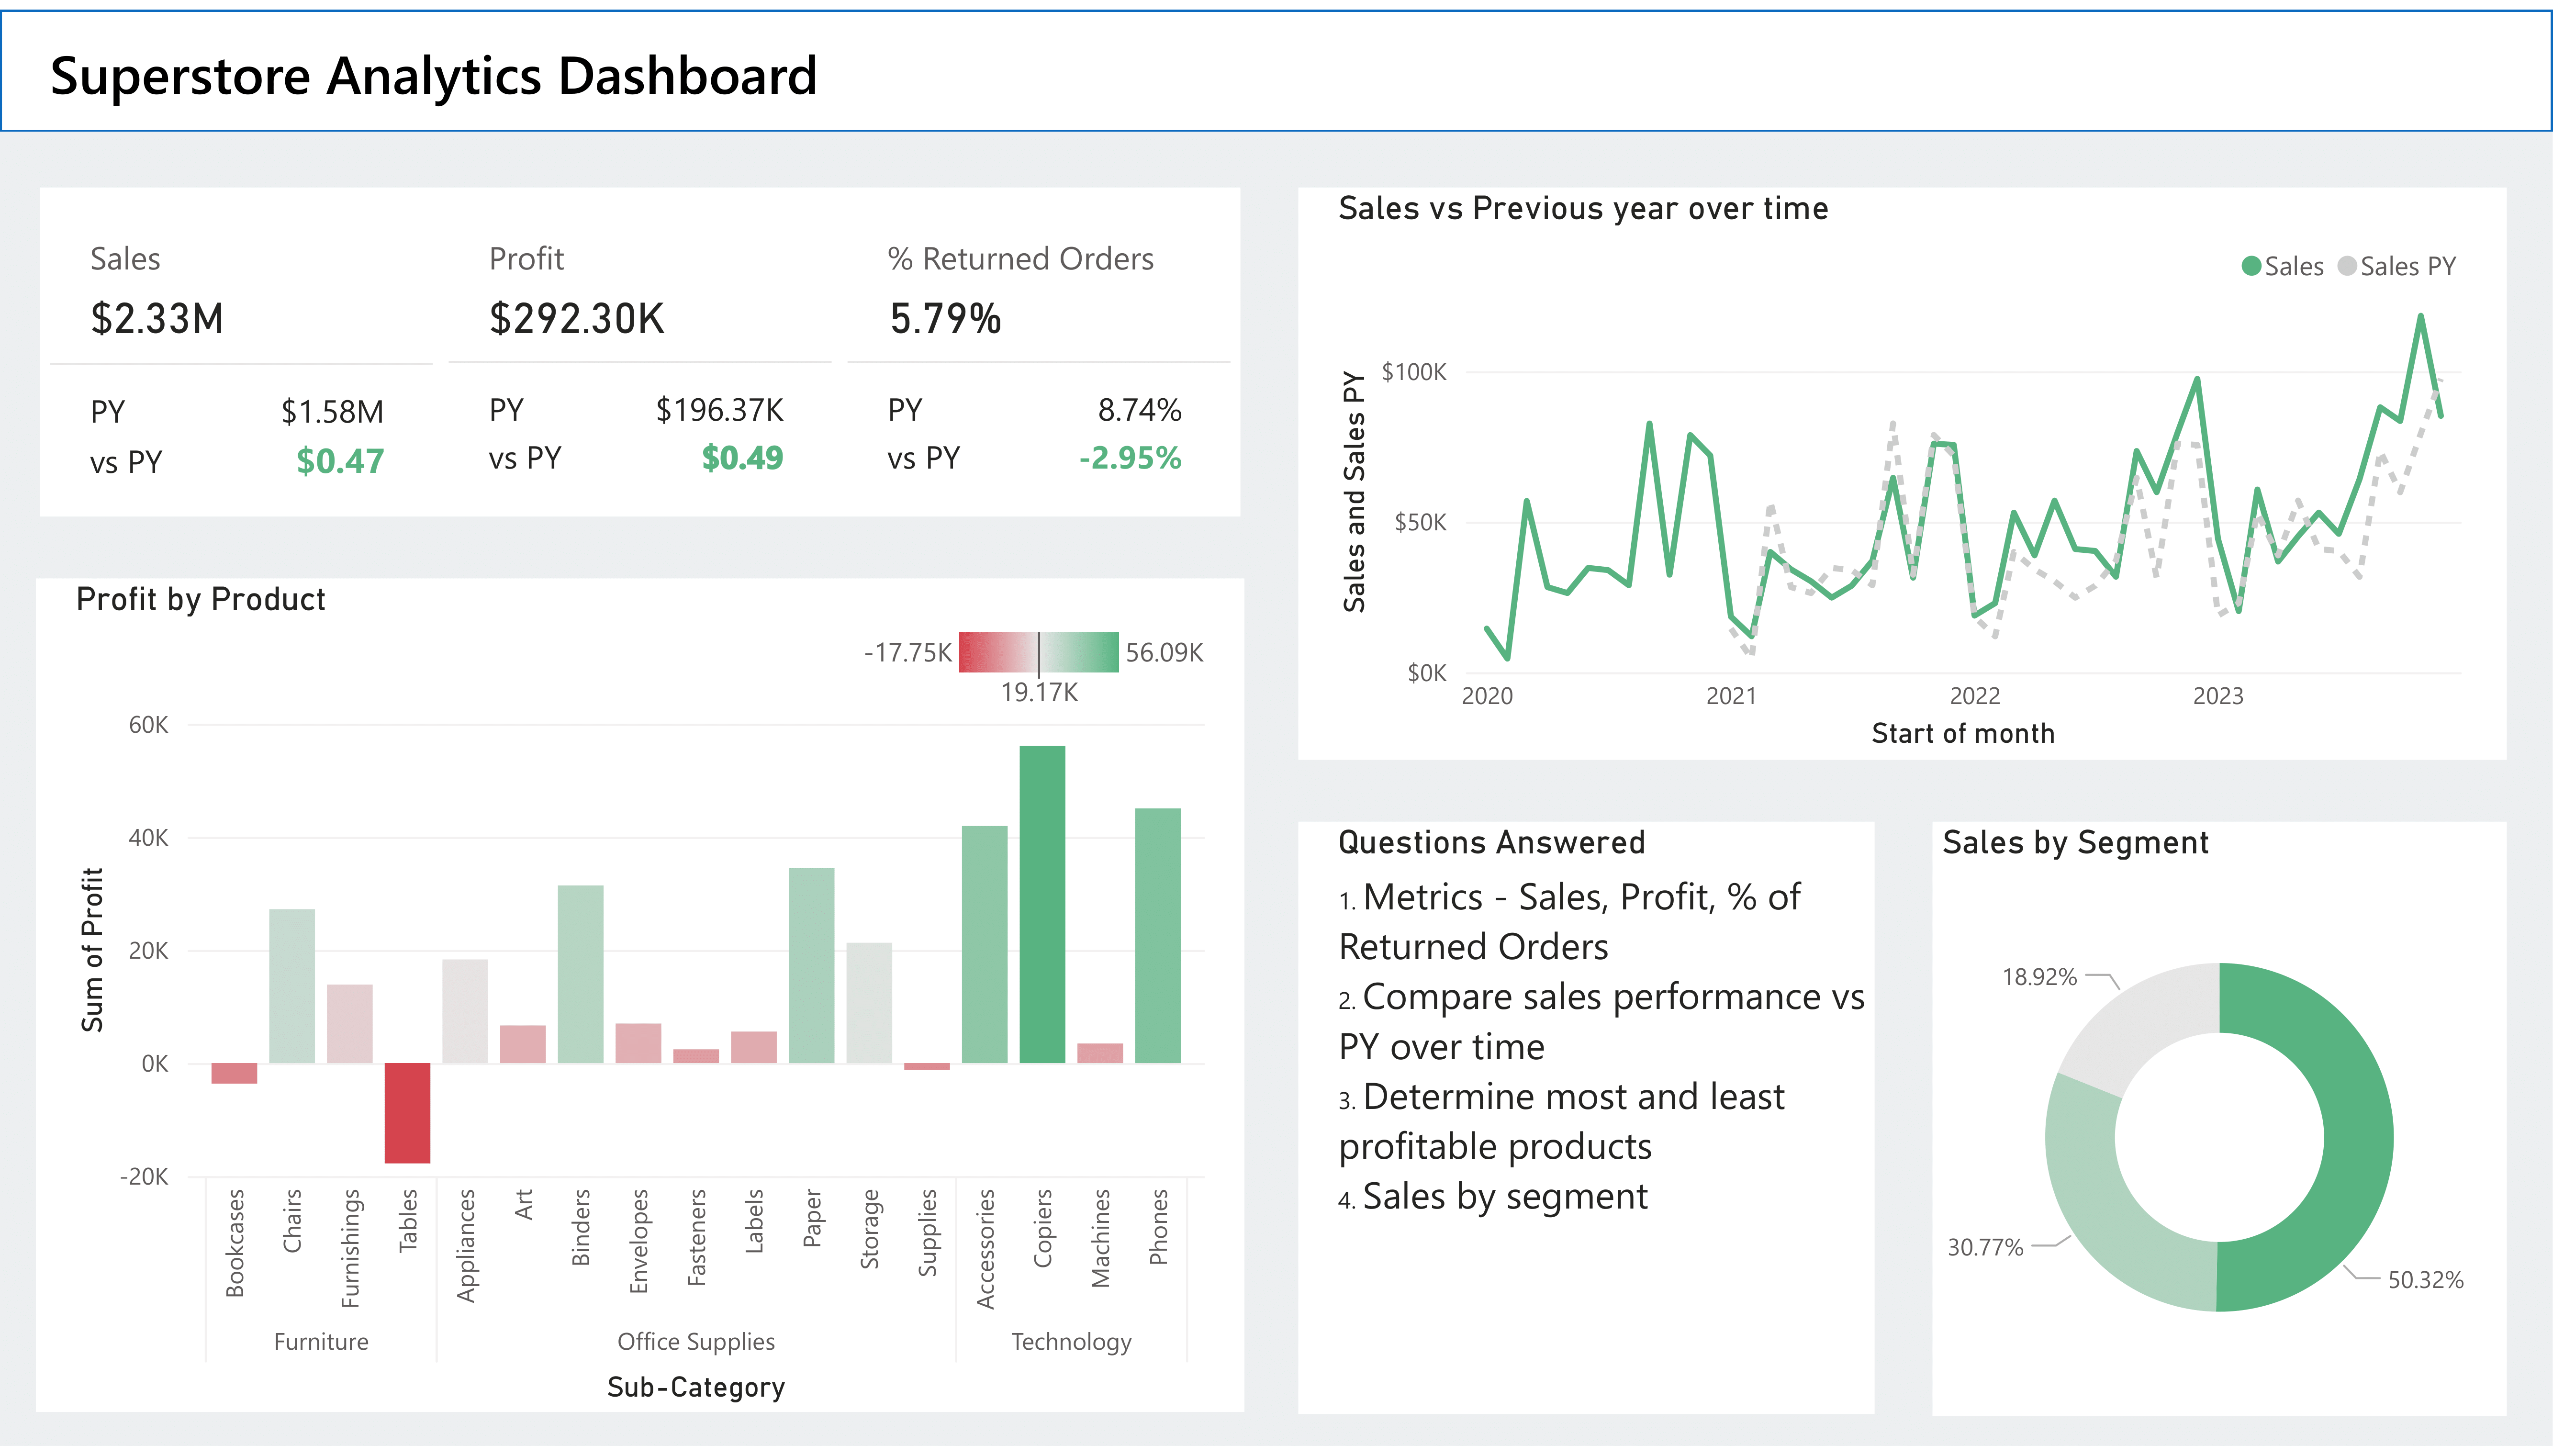 Superstore Analytics Dashboard
Sales
$2.33M
PY $1.58M
vs PY $0.47
Profit
$292.30K
PY $196.37K
vs PY $0.49
% Returned Orders
5.79%
PY 8.74%
vs PY -2.95%
Sales vs Previous year over time
Sales Sales PY
Sales and Sales PY
$100K
$50K
$0K
2020 2021 2022 2023
Start of month
Profit by Product
-17.75K 56.09K
19.17K
Sum of Profit
60K
40K
20K
0K
-20K
Bookcases
Chairs
Furnishings
Tables
Appliances
Art
Binders
Envelopes
Fasteners
Labels
Paper
Storage
Supplies
Accessories
Copiers
Machines
Phones
Furniture Office Supplies Technology
Sub-Category
Questions Answered
1. Metrics - Sales, Profit, % of
Returned Orders
2. Compare sales performance vs
PY over time
3. Determine most and least
profitable products
4. Sales by segment
Sales by Segment
18.92%
30.77%
50.32%